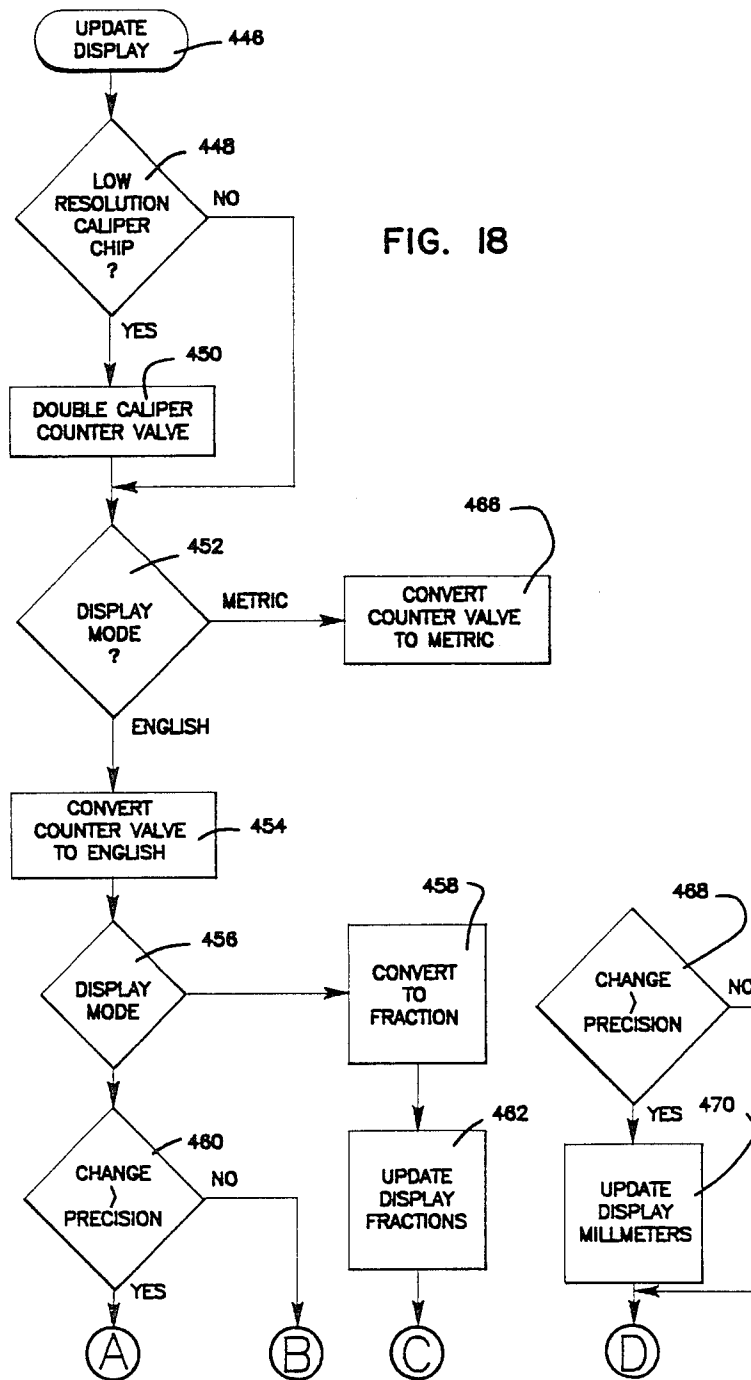 UPDATE
DISPLAY
446
448
LOW
RESOLUTION
CALIPER
CHIP
?
NO
FIG. 18
YES
450
DOUBLE CALIPER
COUNTER VALVE
452
DISPLAY
MODE
?
METRIC
466
CONVERT
COUNTER VALVE
TO METRIC
ENGLISH
CONVERT
COUNTER VALVE
TO ENGLISH
454
456
DISPLAY
MODE
458
CONVERT
TO
FRACTION
468
CHANGE
>
PRECISION
NO
YES
460
CHANGE
>
PRECISION
NO
YES
462
UPDATE
DISPLAY
FRACTIONS
470
UPDATE
DISPLAY
MILLMETERS
A
B
C
D